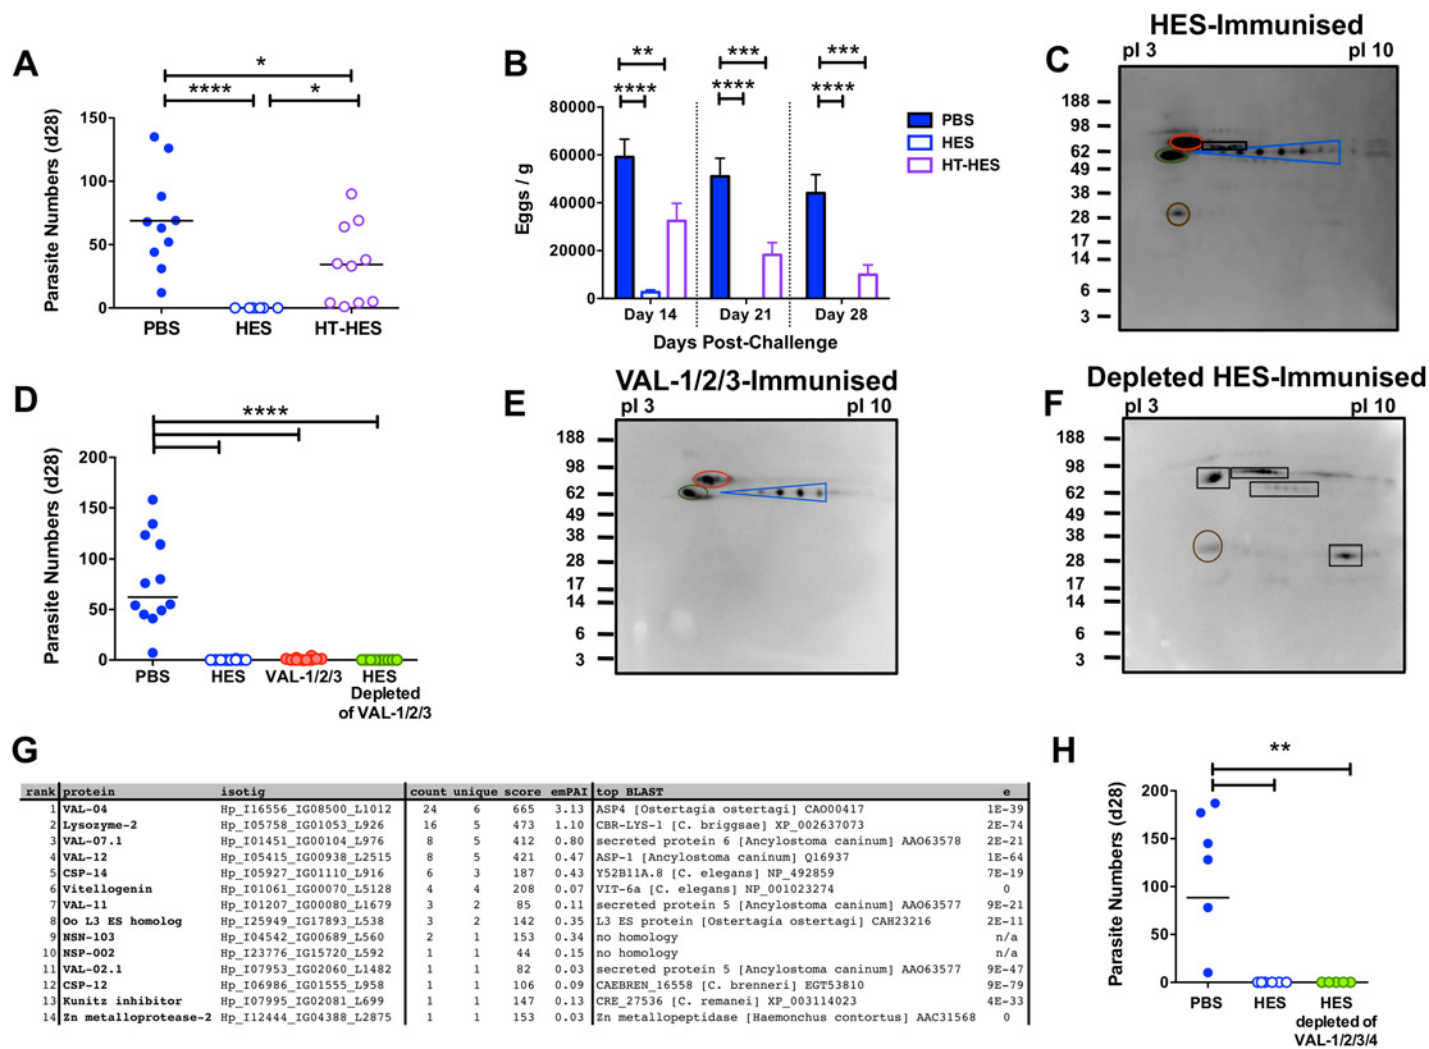 A
*
**** *
Parasite Numbers (d28)
150
100
50
0
PBS HES HT-HES
B
** *** ***
**** **** ****
Eggs / g
80000
60000
40000
20000
0
Day 14 Day 21 Day 28
Days Post-Challenge
PBS
HES
HT-HES
C
HES-Immunised
pI 3 pI 10
188
98
62
49
38
28
17
14
6
3
D
****
Parasite Numbers (d28)
200
150
100
50
0
PBS HES VAL-1/2/3 HES
Depleted
of VAL-1/2/3
E
VAL-1/2/3-Immunised
pI 3 pI 10
188
98
62
49
38
28
17
14
6
3
F
Depleted HES-Immunised
pI 3 pI 10
188
98
62
49
38
28
17
14
6
3
G
rank protein isotig count unique score emPAI top BLAST e
1 VAL-04 Hp_I16556_IG08500_L1012 24 6 665 3.13 ASP4 [Ostertagia ostertagi] CAO00417 1E-39
2 Lysozyme-2 Hp_I05758_IG01053_L926 16 5 473 1.10 CBR-LYS-1 [C. briggsae] XP_002637073 2E-74
3 VAL-07.1 Hp_I01451_IG00104_L976 8 5 412 0.80 secreted protein 6 [Ancylostoma caninum] AAO63578 2E-21
4 VAL-12 Hp_I05415_IG00938_L2515 8 5 421 0.47 ASP-1 [Ancylostoma caninum] Q16937 1E-64
5 CSP-14 Hp_I05927_IG01110_L916 6 3 187 0.43 Y52B11A.8 [C. elegans] NP_492859 7E-19
6 Vitellogenin Hp_I01061_IG00070_L5128 4 4 208 0.07 VIT-6a [C. elegans] NP_001023274 0
7 VAL-11 Hp_I01207_IG00080_L1679 3 2 85 0.11 secreted protein 5 [Ancylostoma caninum] AAO63577 9E-21
8 Oo L3 ES homolog Hp_I25949_IG17893_L538 3 2 142 0.35 L3 ES protein [Ostertagia ostertagi] CAH23216 2E-11
9 NSN-103 Hp_I04542_IG00689_L560 2 1 153 0.34 no homology n/a
10 NSP-002 Hp_I23776_IG15720_L592 1 1 44 0.15 no homology n/a
11 VAL-02.1 Hp_I07953_IG02060_L1482 1 1 82 0.03 secreted protein 5 [Ancylostoma caninum] AAO63577 9E-47
12 CSP-12 Hp_I06986_IG01555_L958 1 1 106 0.09 CAEBREN_16558 [C. brenneri] EGT53810 9E-79
13 Kunitz inhibitor Hp_I07995_IG02081_L699 1 1 147 0.13 CRE_27536 [C. remanei] XP_003114023 4E-33
14 Zn metalloprotease-2 Hp_I12444_IG04388_L2875 1 1 153 0.03 Zn metallopeptidase [Haemonchus contortus] AAC31568 0
H
**
Parasite Numbers (d28)
200
150
100
50
0
PBS HES HES
depleted of
VAL-1/2/3/4